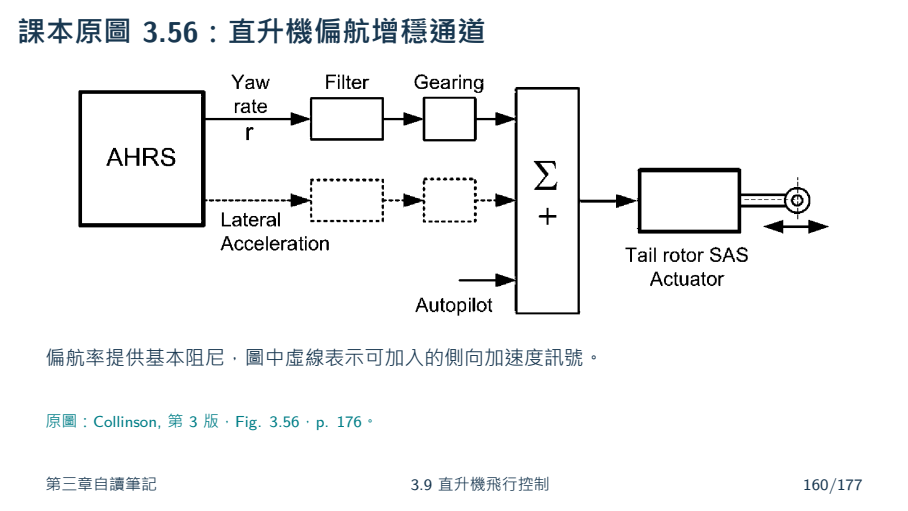 課本原圖 3.56：直升機偏航增穩通道
Yaw
rate
r
Filter
Gearing
AHRS
Lateral
Acceleration
Σ
+
Autopilot
Tail rotor SAS
Actuator
偏航率提供基本阻尼，圖中虛線表示可加入的側向加速度訊號。
原圖：Collinson, 第 3 版，Fig. 3.56，p. 176。
第三章自讀筆記
3.9 直升機飛行控制
160/177